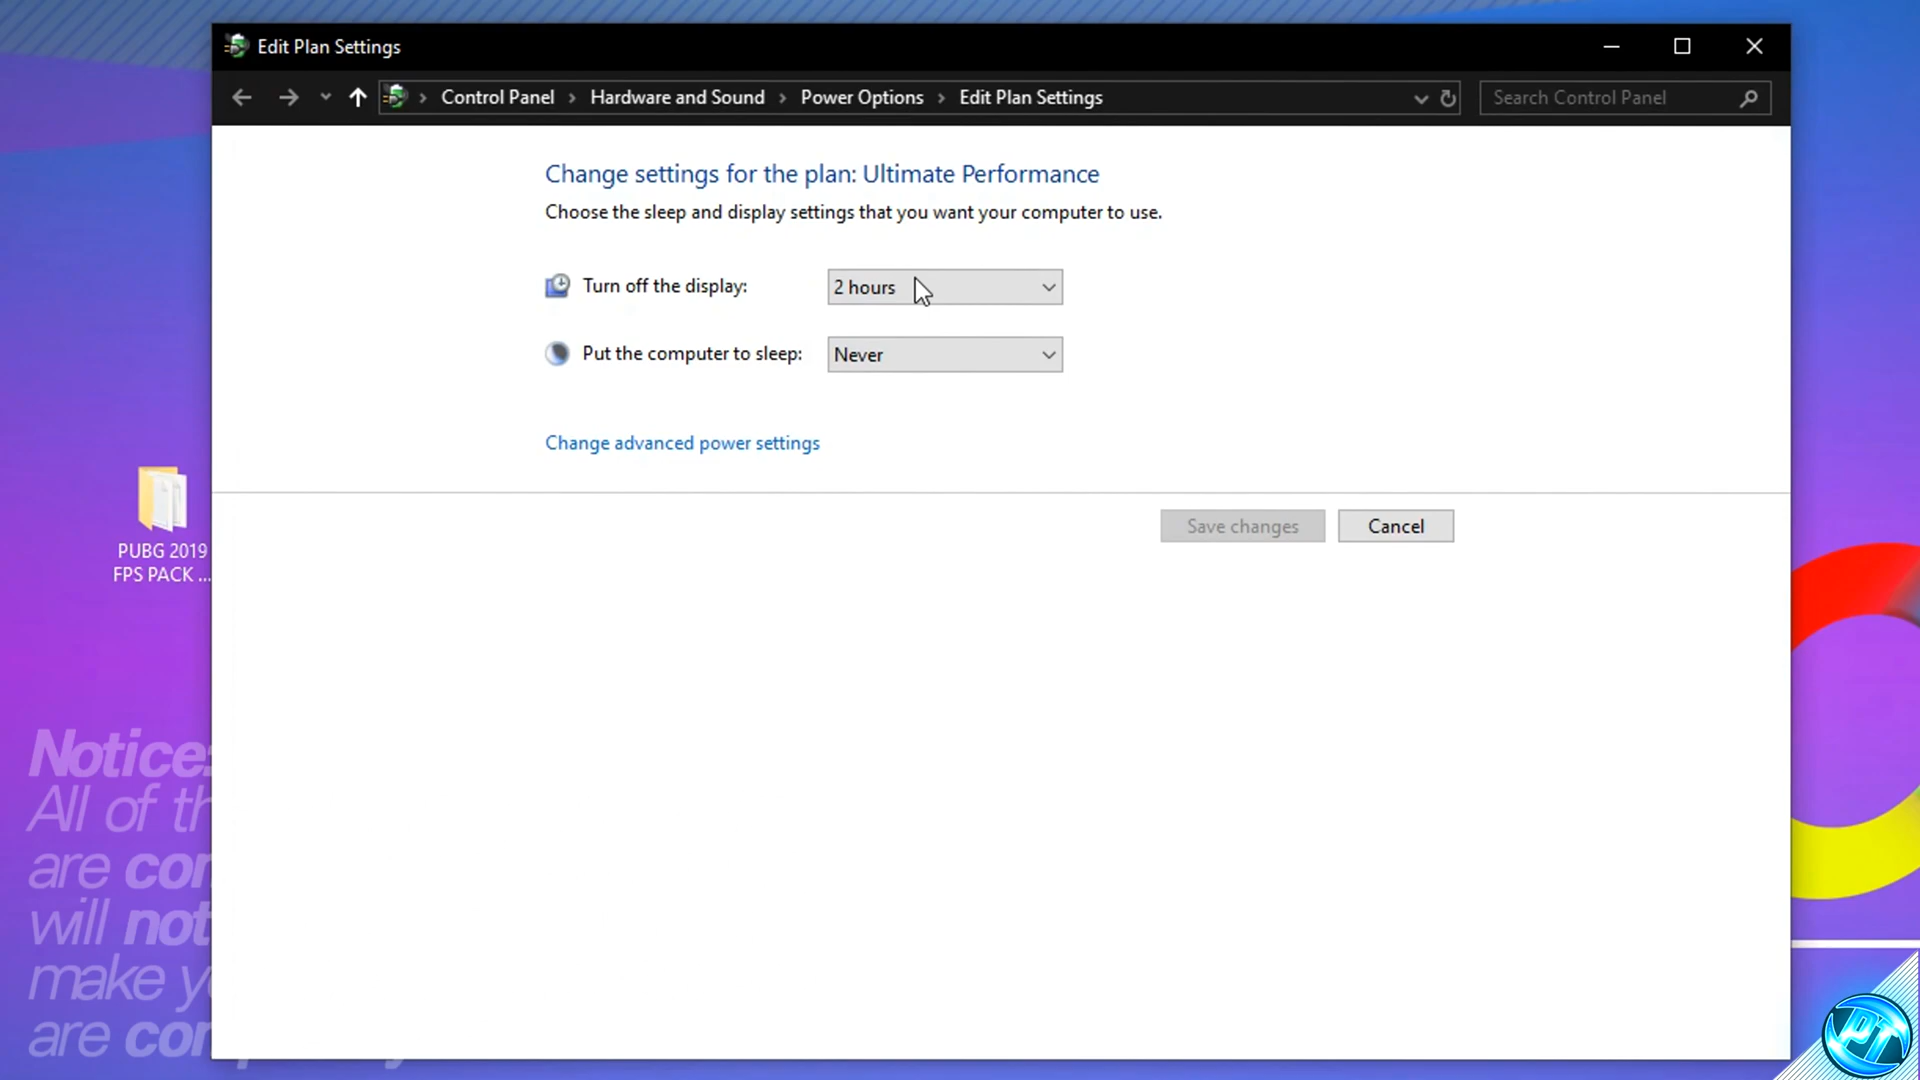 Edit Plan Settings
Control Panel > Hardware and Sound > Power Options > Edit Plan Settings
Search Control Panel
Change settings for the plan: Ultimate Performance
Choose the sleep and display settings that you want your computer to use.
Turn off the display: 2 hours
Put the computer to sleep: Never
Change advanced power settings
Save changes Cancel
PUBG 2019
FPS PACK ...
Notice:
All of
are
will not
make
are
PT